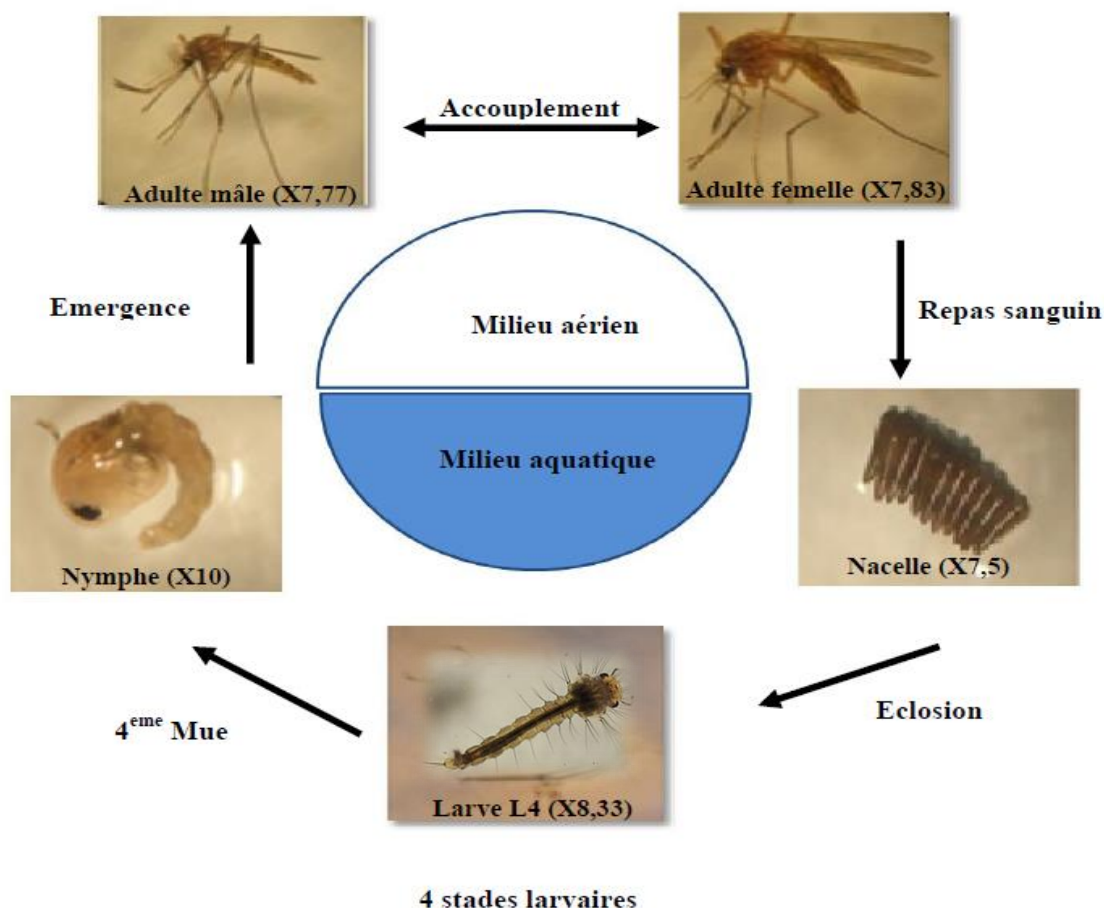 Accouplement
Adulte mâle (X7,77)
Adulte femelle (X7,83)
Emergence
Repas sanguin
Milieu aérien
Milieu aquatique
Nymphe (X10)
Nacelle (X7,5)
4eme Mue
Eclosion
Larve L4 (X8,33)
4 stades larvaires